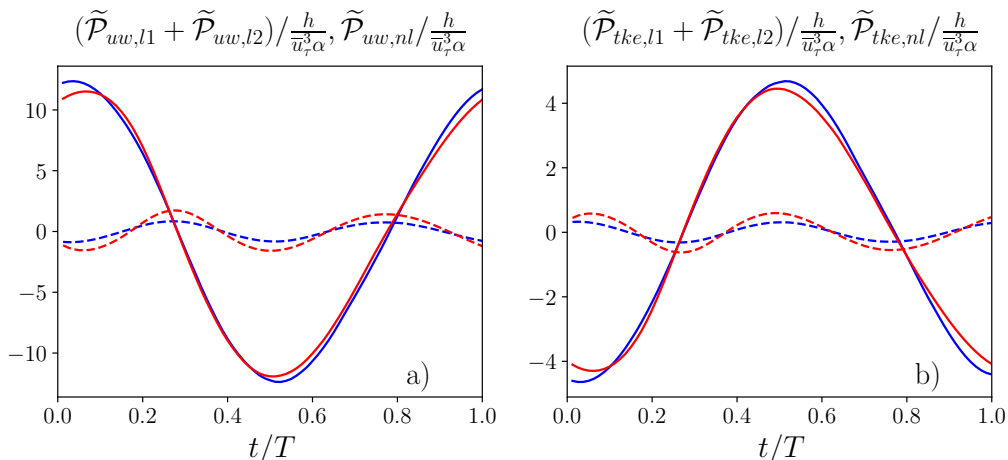 (\widetilde{\mathcal{P}}_{uw,l1} + \widetilde{\mathcal{P}}_{uw,l2})/\frac{h}{\overline{u}_\tau^3 \alpha}, \widetilde{\mathcal{P}}_{uw,nl}/\frac{h}{\overline{u}_\tau^3 \alpha}
10
5
0
−5
−10
a)
0.0 0.2 0.4 0.6 0.8 1.0
t/T
(\widetilde{\mathcal{P}}_{tke,l1} + \widetilde{\mathcal{P}}_{tke,l2})/\frac{h}{\overline{u}_\tau^3 \alpha}, \widetilde{\mathcal{P}}_{tke,nl}/\frac{h}{\overline{u}_\tau^3 \alpha}
4
2
0
−2
−4
b)
0.0 0.2 0.4 0.6 0.8 1.0
t/T